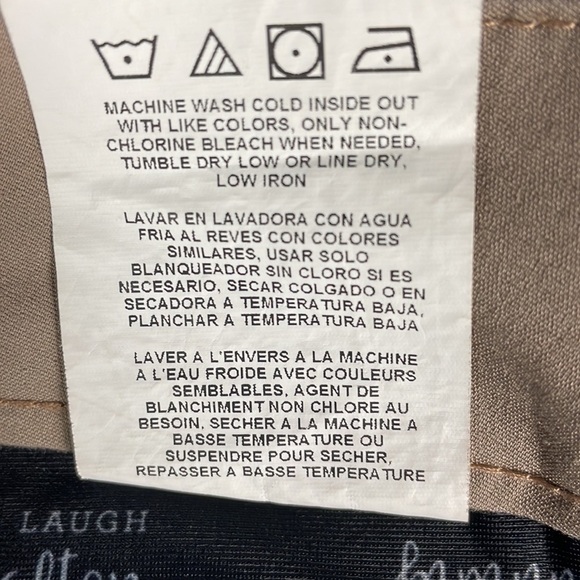 MACHINE WASH COLD INSIDE OUT
WITH LIKE COLORS, ONLY NON-
CHLORINE BLEACH WHEN NEEDED,
TUMBLE DRY LOW OR LINE DRY,
LOW IRON
LAVAR EN LAVADORA CON AGUA
FRIA AL REVES CON COLORES
SIMILARES, USAR SOLO
BLANQUEADOR SIN CLORO SI ES
NECESARIO, SECAR COLGADO O EN
SECADORA A TEMPERATURA BAJA,
PLANCHAR A TEMPERATURA BAJA
LAVER A L'ENVERS A LA MACHINE
A L'EAU FROIDE AVEC COULEURS
SEMBLABLES, AGENT DE
BLANCHIMENT NON CHLORE AU
BESOIN, SECHER A LA MACHINE A
BASSE TEMPERATURE OU
SUSPENDRE POUR SECHER,
REPASSER A BASSE TEMPERATURE
LAUGH